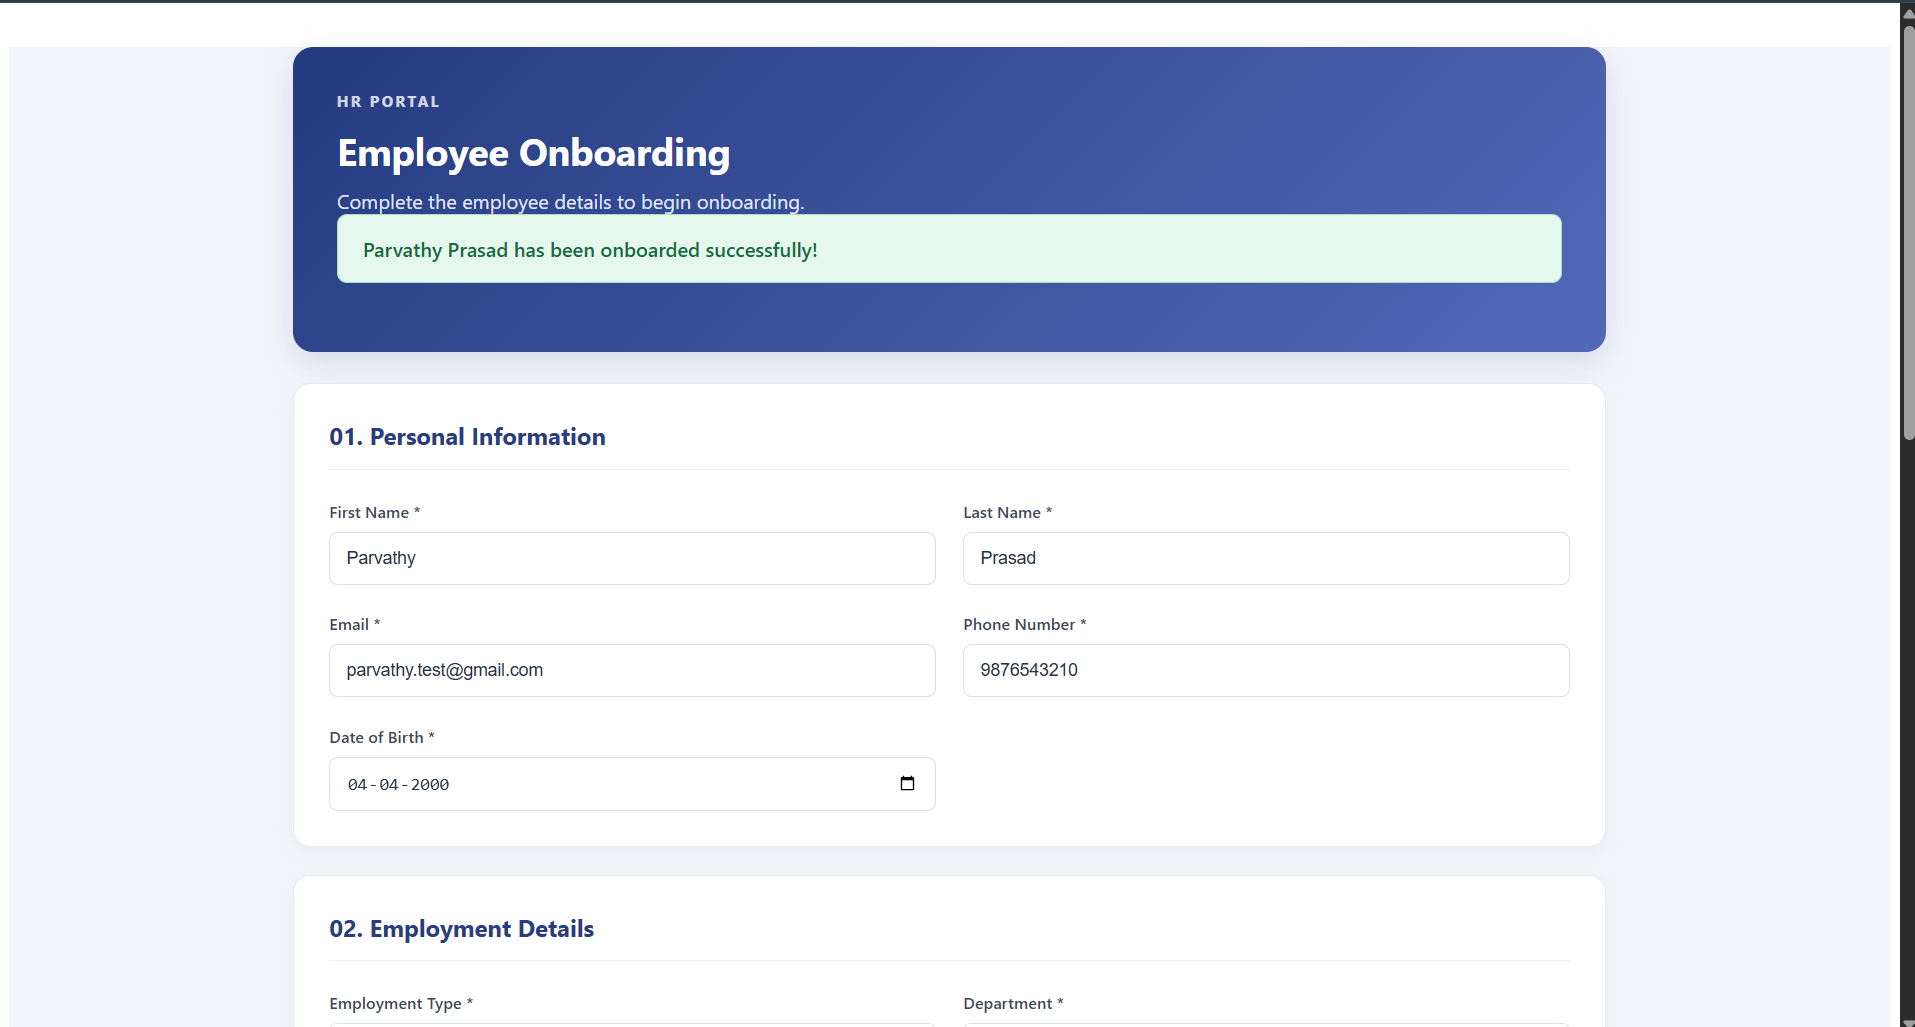 HR PORTAL
Employee Onboarding
Complete the employee details to begin onboarding.
Parvathy Prasad has been onboarded successfully!
01. Personal Information
First Name * Last Name *
Parvathy Prasad
Email * Phone Number *
parvathy.test@gmail.com 9876543210
Date of Birth *
04-04-2000
02. Employment Details
Employment Type * Department *